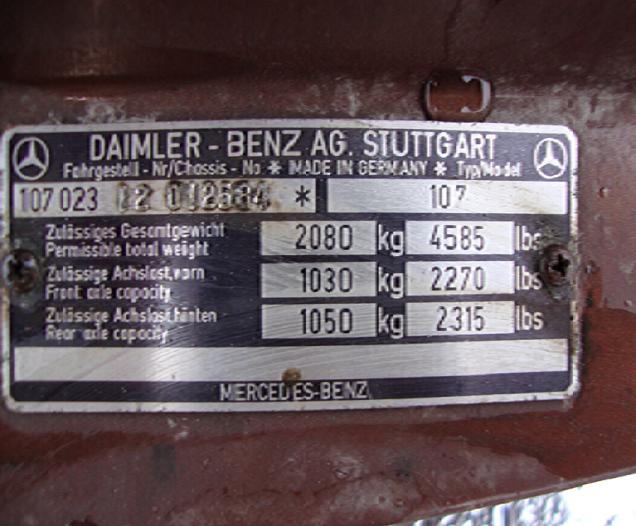 DAIMLER - BENZ AG. STUTTGART
Fahrgestell - Nr/Chassis - No * MADE IN GERMANY * Typ/Model
107 023 12 * 107
Zulässiges Gesamtgewicht
Permissible total weight 2080 kg 4585 lbs
Zulässige Achslast,vorn
Front axle capacity 1030 kg 2270 lbs
Zulässige Achslast,hinten
Rear axle capacity 1050 kg 2315 lbs
MERCEDES-BENZ